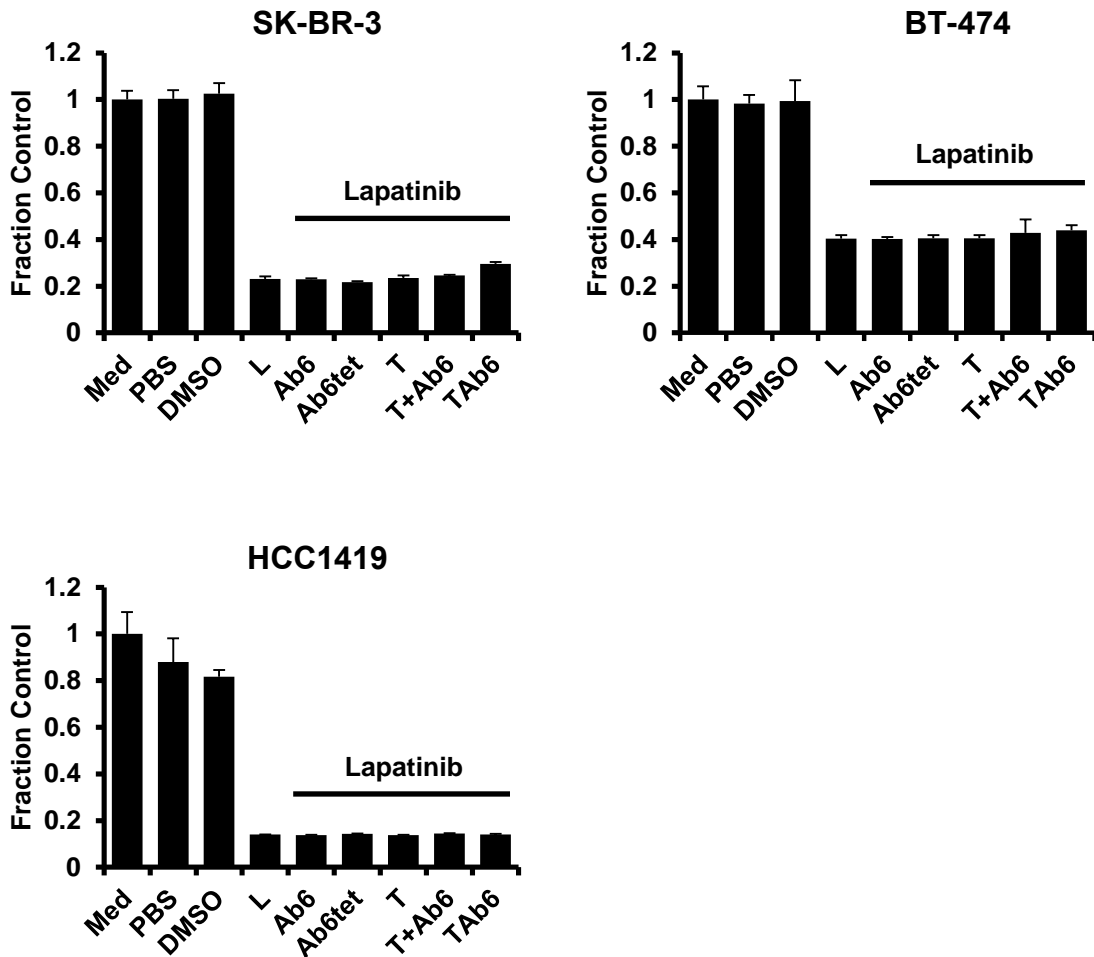 SK-BR-3
1.2
1
0.8
0.6
0.4
0.2
0
Fraction Control
Lapatinib
Med
PBS
DMSO
L
Ab6
Ab6tet
T
T+Ab6
TAb6
BT-474
1.2
1
0.8
0.6
0.4
0.2
0
Fraction Control
Lapatinib
Med
PBS
DMSO
L
Ab6
Ab6tet
T
T+Ab6
TAb6
HCC1419
1.2
1
0.8
0.6
0.4
0.2
0
Fraction Control
Lapatinib
Med
PBS
DMSO
L
Ab6
Ab6tet
T
T+Ab6
TAb6